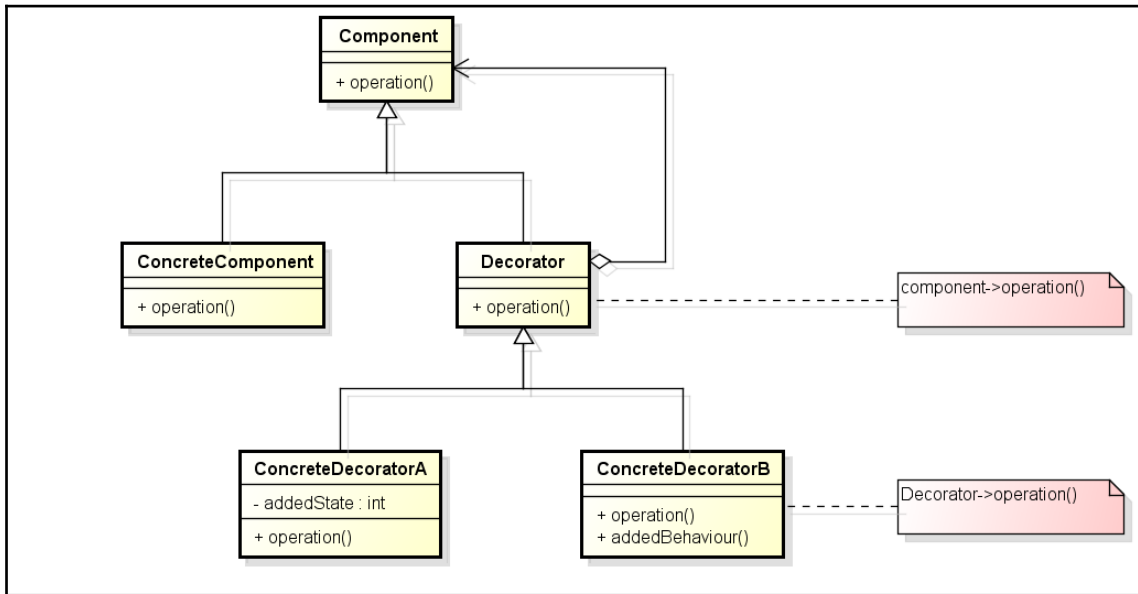 Component
+ operation()
ConcreteComponent
+ operation()
Decorator
+ operation()
component->operation()
ConcreteDecoratorA
- addedState : int
+ operation()
ConcreteDecoratorB
+ operation()
+ addedBehaviour()
Decorator->operation()